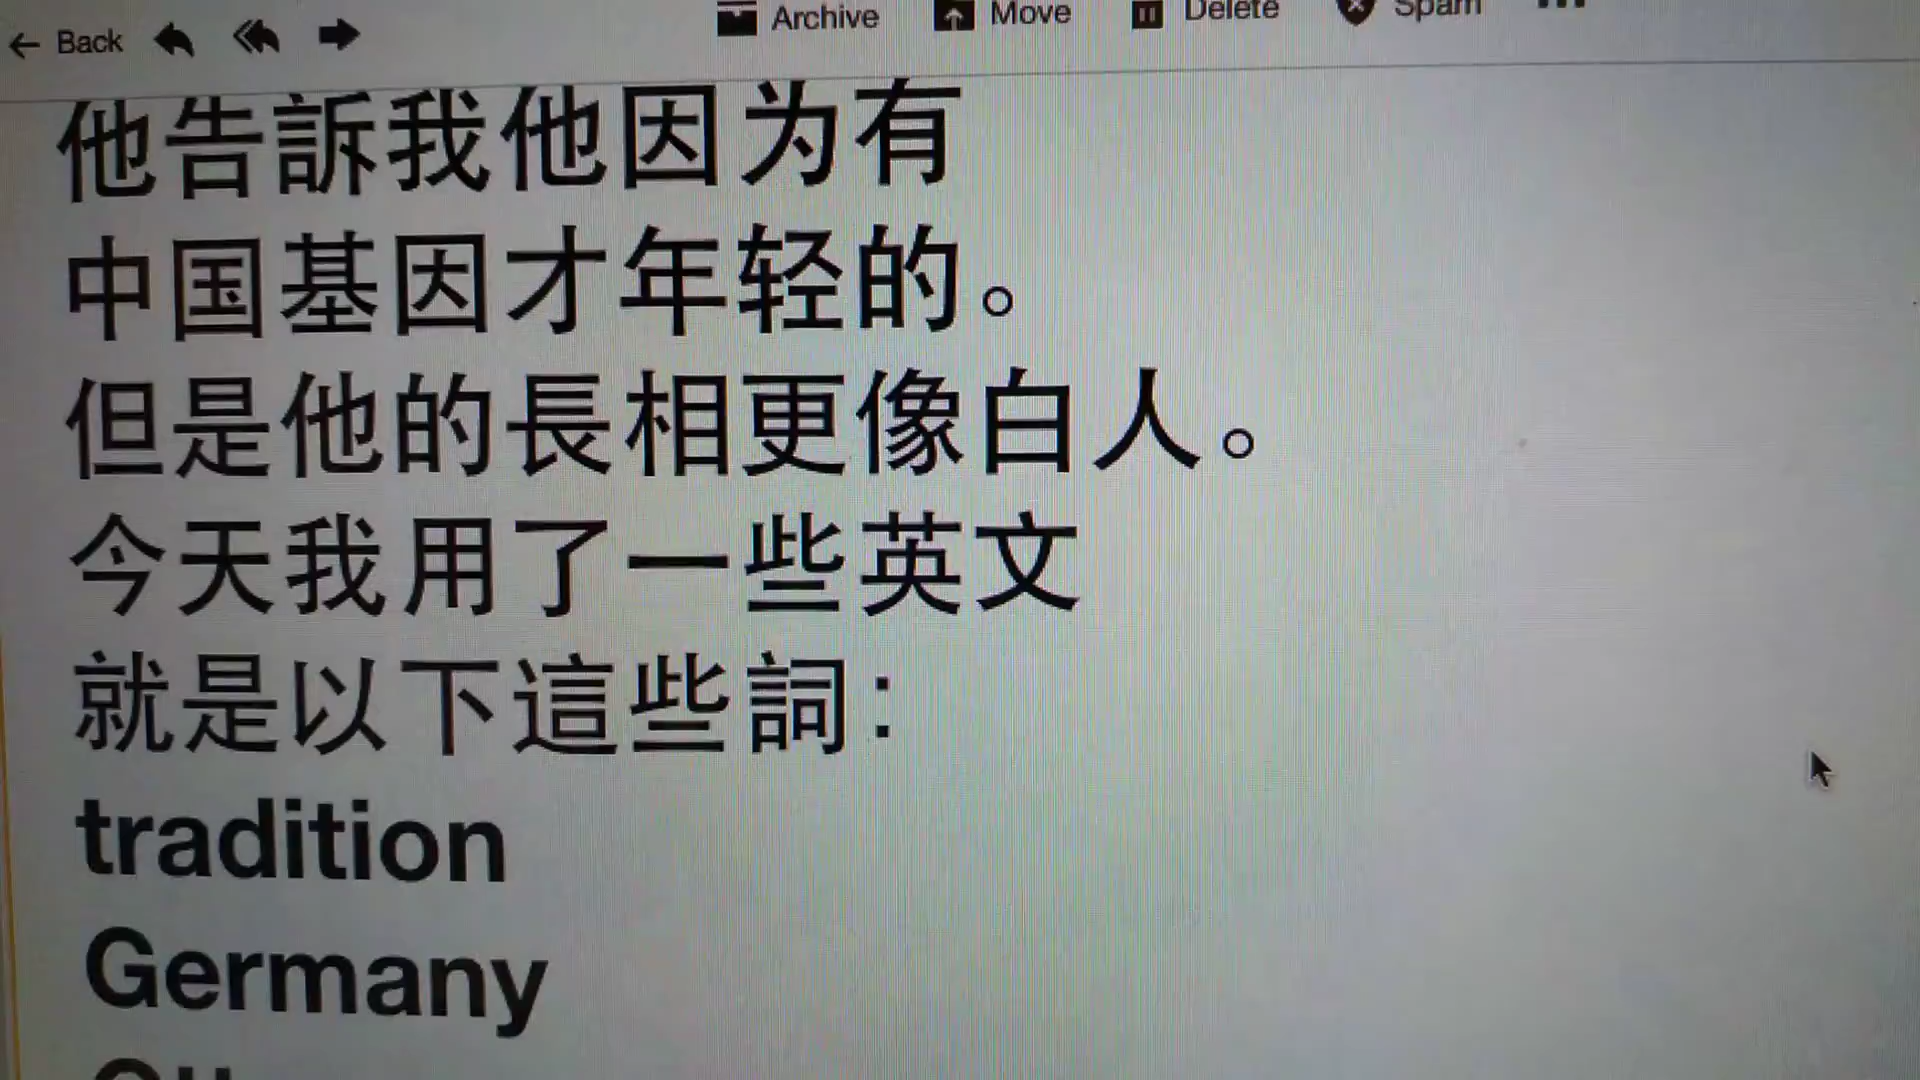 Back
Archive
Move
Delete
Spam
他告訴我他因为有
中国基因才年轻的。
但是他的長相更像白人。
今天我用了一些英文
就是以下這些詞：
tradition
Germany